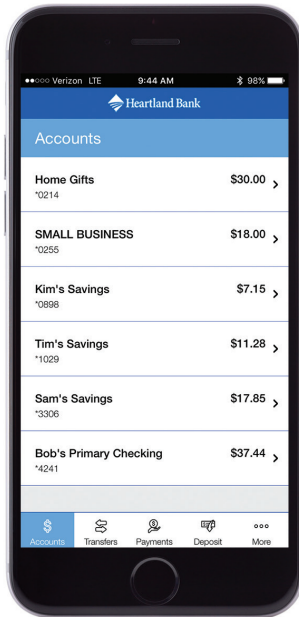 Verizon LTE 9:44 AM 98%
Heartland Bank
Accounts
Home Gifts $30.00
*0214
SMALL BUSINESS $18.00
*0255
Kim's Savings $7.15
*0898
Tim's Savings $11.28
*1029
Sam's Savings $17.85
*3306
Bob's Primary Checking $37.44
*4241
Accounts Transfers Payments Deposit More